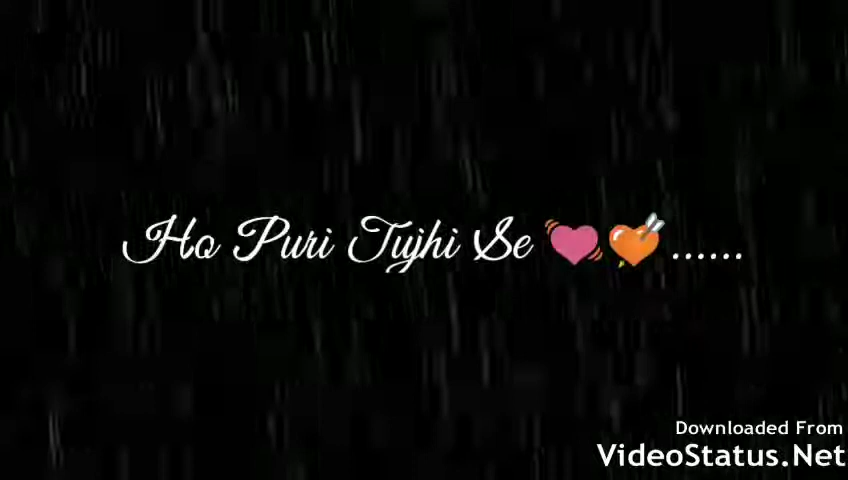 Ho Puri Tujhi Se 💓💘......
Downloaded From
VideoStatus.Net